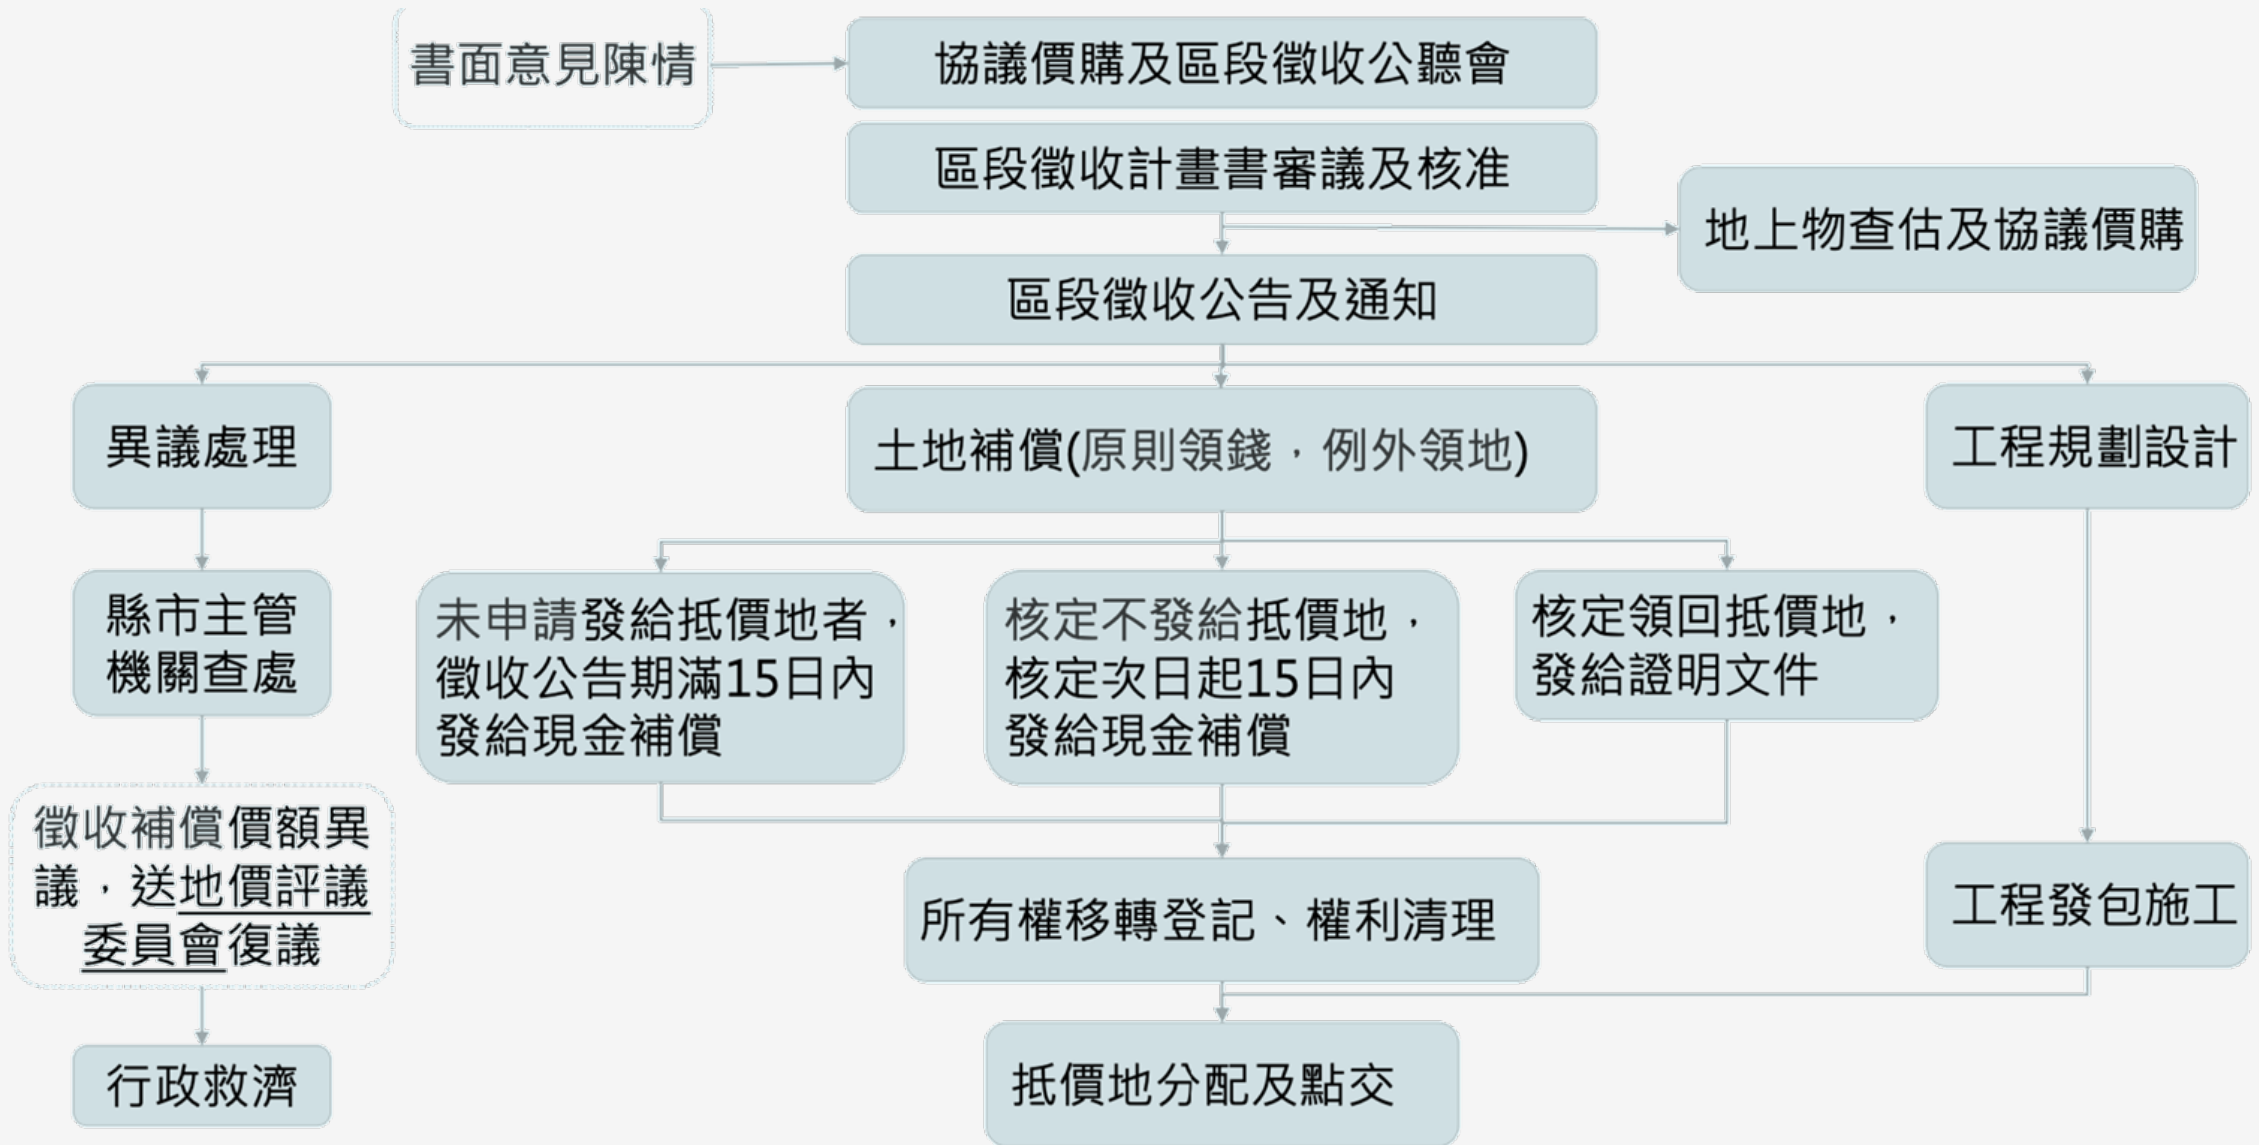 書面意見陳情
協議價購及區段徵收公聽會
區段徵收計畫書審議及核准
地上物查估及協議價購
區段徵收公告及通知
異議處理
土地補償(原則領錢，例外領地)
工程規劃設計
縣市主管
機關查處
未申請發給抵價地者，
徵收公告期滿15日內
發給現金補償
核定不發給抵價地，
核定次日起15日內
發給現金補償
核定領回抵價地，
發給證明文件
徵收補償價額異
議，送地價評議
委員會復議
所有權移轉登記、權利清理
工程發包施工
行政救濟
抵價地分配及點交